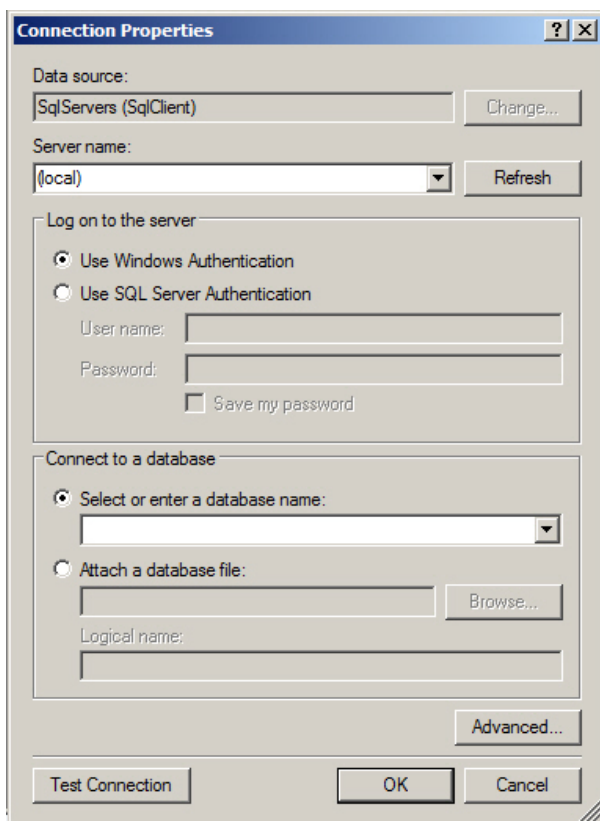 Connection Properties
Data source:
SqlServers (SqlClient)
Change...
Server name:
(local)
Refresh
Log on to the server
Use Windows Authentication
Use SQL Server Authentication
User name:
Password:
Save my password
Connect to a database
Select or enter a database name:
Attach a database file:
Browse...
Logical name:
Advanced...
Test Connection
OK
Cancel